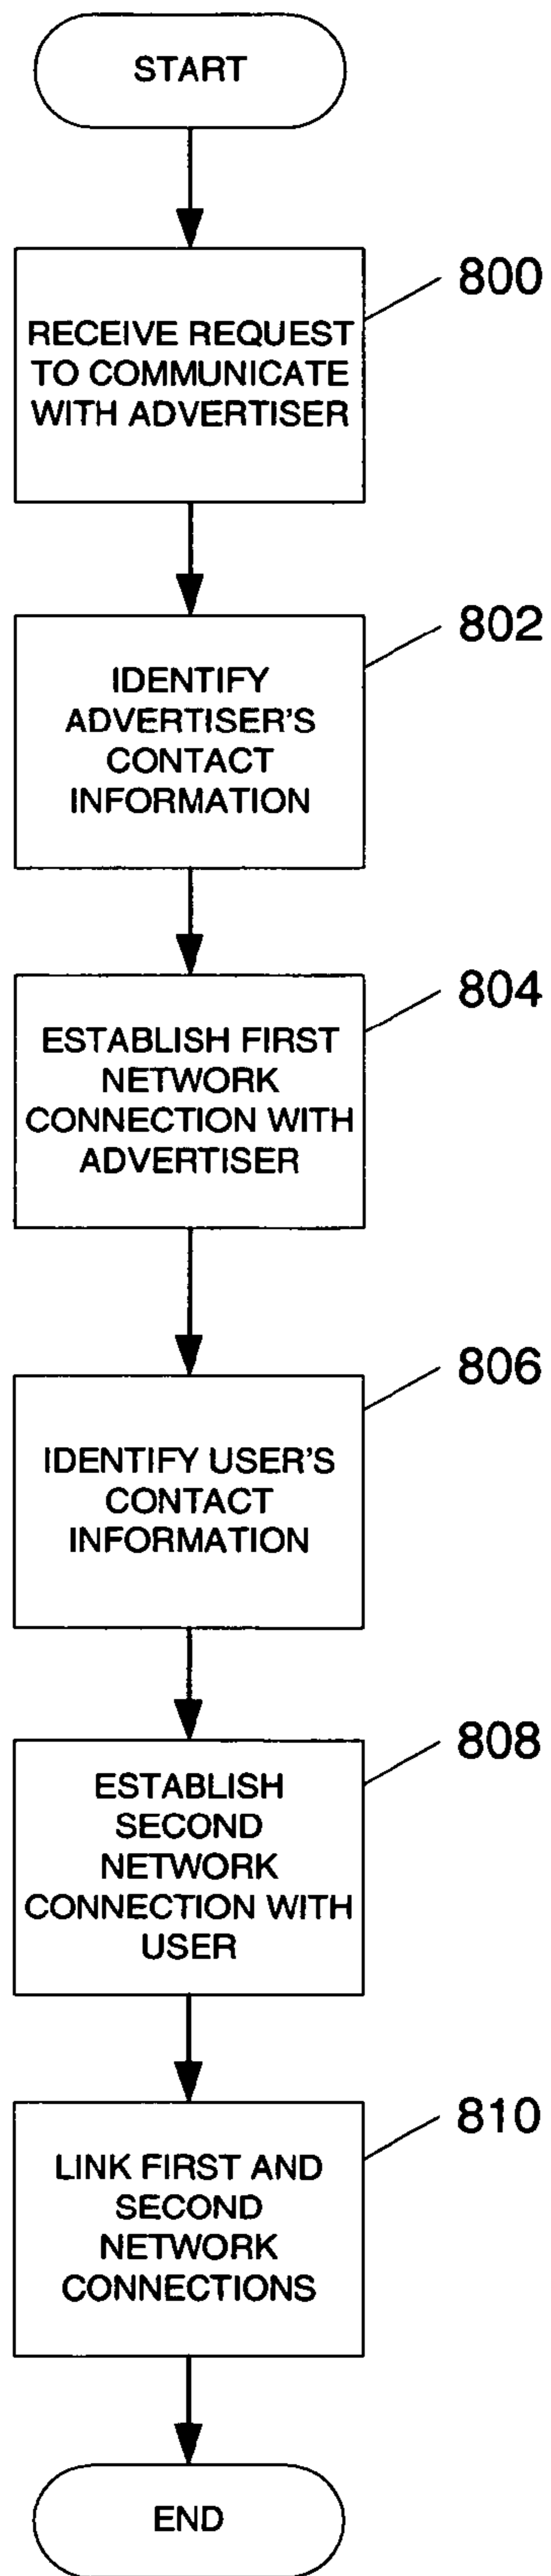 START
800
RECEIVE REQUEST
TO COMMUNICATE
WITH ADVERTISER
802
IDENTIFY
ADVERTISER'S
CONTACT
INFORMATION
804
ESTABLISH FIRST
NETWORK
CONNECTION WITH
ADVERTISER
806
IDENTIFY USER'S
CONTACT
INFORMATION
808
ESTABLISH
SECOND
NETWORK
CONNECTION WITH
USER
810
LINK FIRST AND
SECOND
NETWORK
CONNECTIONS
END